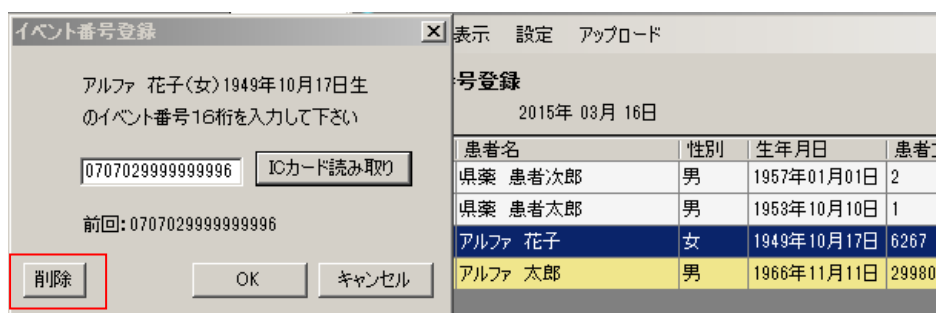 イベント番号登録
アルファ 花子(女)1949年10月17日生
のイベント番号16桁を入力して下さい
0707029999999996 ICカード読み取り
前回:0707029999999996
削除 OK キャンセル
表示 設定 アップロード
号登録
2015年 03月 16日
患者名 性別 生年月日 患者
県薬 患者次郎 男 1957年01月01日 2
県薬 患者太郎 男 1953年10月10日 1
アルファ 花子 女 1949年10月17日 6267
アルファ 太郎 男 1966年11月11日 29980